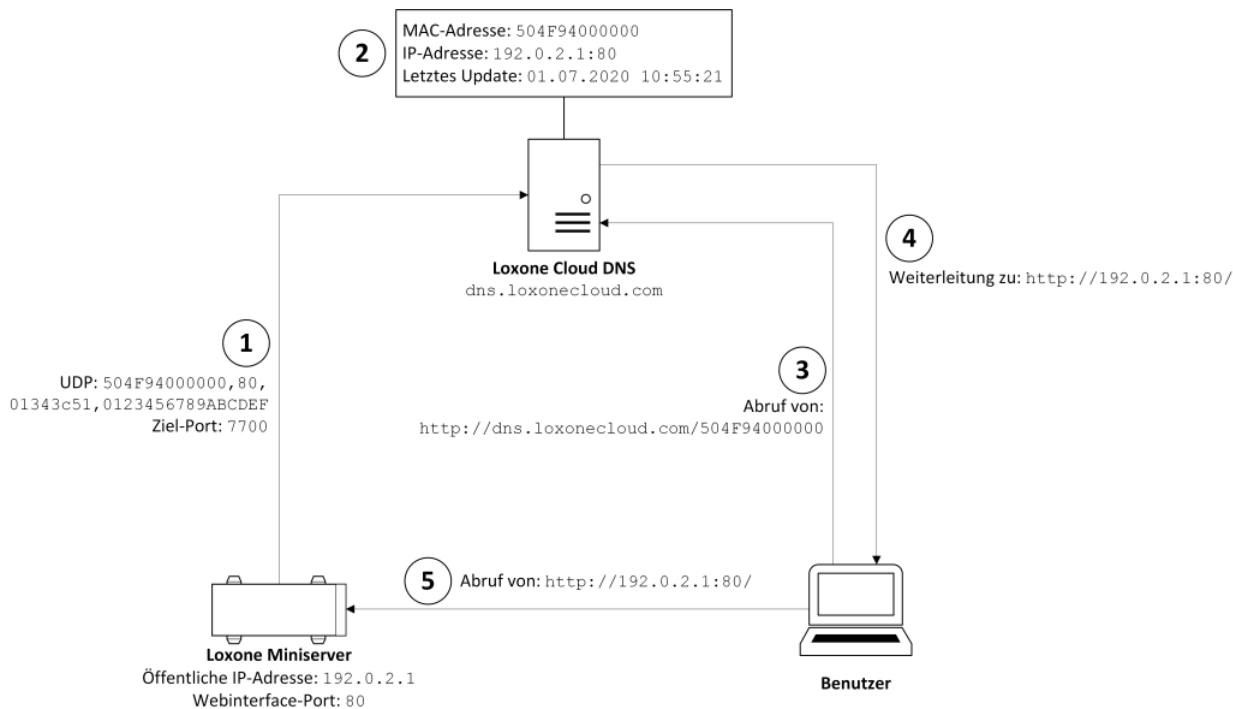 2
MAC-Adresse: 504F94000000
IP-Adresse: 192.0.2.1:80
Letztes Update: 01.07.2020 10:55:21
Loxone Cloud DNS
dns.loxonecloud.com
4
Weiterleitung zu: http://192.0.2.1:80/
1
UDP: 504F94000000,80,
01343c51,0123456789ABCDEF
Ziel-Port: 7700
3
Abruf von:
http://dns.loxonecloud.com/504F94000000
5
Abruf von: http://192.0.2.1:80/
Loxone Miniserver
Öffentliche IP-Adresse: 192.0.2.1
Webinterface-Port: 80
Benutzer